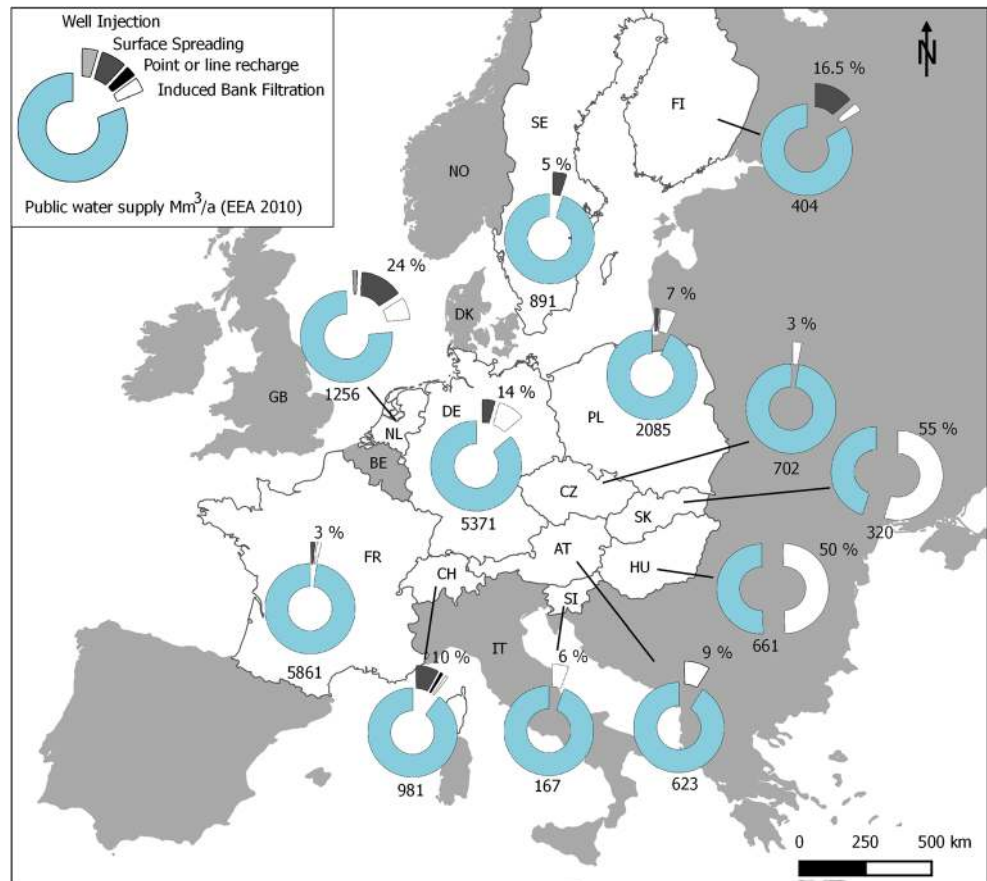 Well Injection
Surface Spreading
Point or line recharge
Induced Bank Filtration
Public water supply Mm³/a (EEA 2010)
N
16.5 %
FI
404
SE
5 %
891
NO
24 %
1256
DK
7 %
2085
3 %
702
GB
NL
DE
14 %
5371
PL
BE
CZ
55 %
320
SK
3 %
FR
5861
CH
AT
HU
50 %
661
SI
IT
10 %
981
6 %
167
9 %
623
0 250 500 km